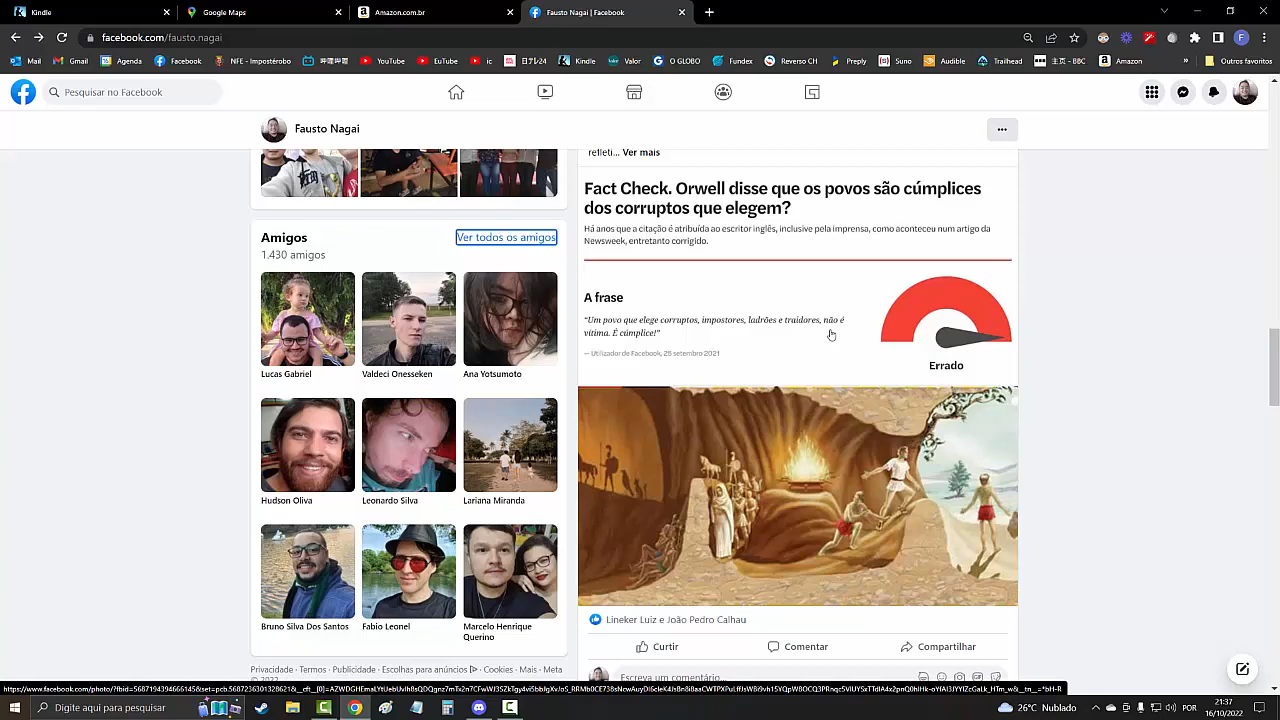 Kindle
Google Maps
Amazon.com.br
Fausto Nagai | Facebook
facebook.com/fausto.nagai
Mail
Gmail
Agenda
Facebook
NFE - Impostérobo
YouTube
EuTube
ic
Kindle
Valor
O GLOBO
Fundex
Reverso CH
Preply
Suno
Audible
Trailhead
主页 - BBC
Amazon
»
Outros favoritos
Pesquisar no Facebook
Fausto Nagai
refleti... Ver mais
Fact Check. Orwell disse que os povos são cúmplices
dos corruptos que elegem?
Há anos que a citação é atribuída ao escritor inglês, inclusive pela imprensa, como aconteceu num artigo da
Newsweek, entretanto corrigido.
A frase
“Um povo que elege corruptos, impostores, ladrões e traidores, não é
vítima. É cúmplice!”
— Utilizador de Facebook, 25 setembro 2021
Errado
Amigos
Ver todos os amigos
1.430 amigos
Lucas Gabriel
Valdeci Onesseken
Ana Yotsumoto
Hudson Oliva
Leonardo Silva
Lariana Miranda
Bruno Silva Dos Santos
Fabio Leonel
Marcelo Henrique
Querino
Lineker Luiz e João Pedro Calhau
Curtir
Comentar
Compartilhar
Escreva um comentário...
Privacidade · Termos · Publicidade · Escolhas para anúncios · Cookies · Mais · Meta
© 2022
Digite aqui para pesquisar
26°C Nublado
POR
21:37
16/10/2022